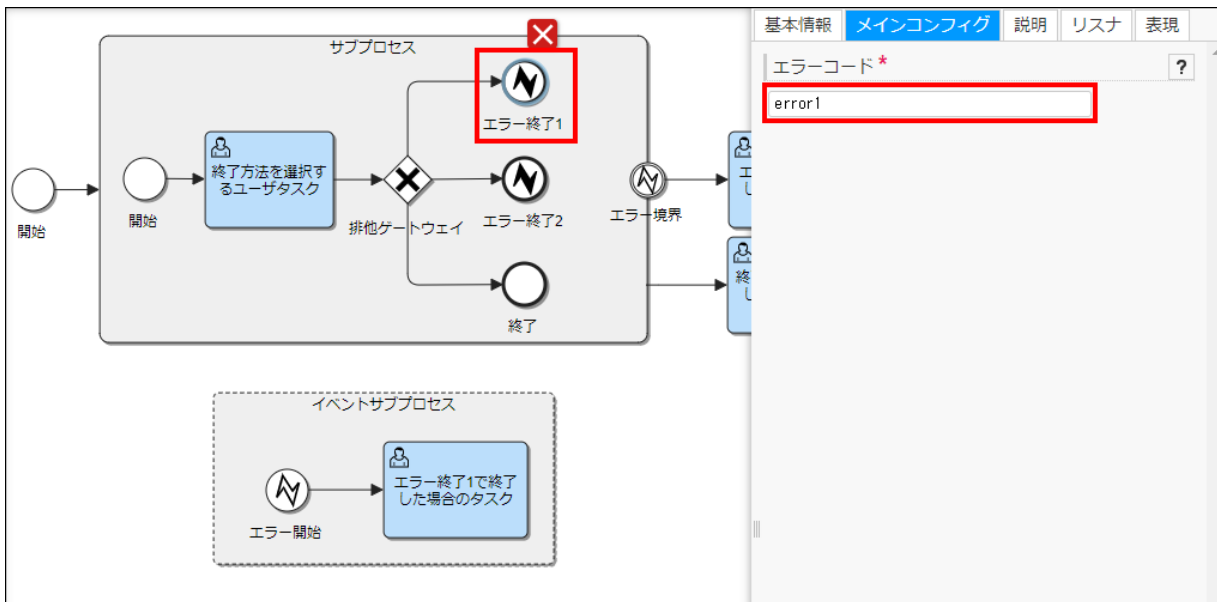 サブプロセス
エラー終了1
終了方法を選択す
るユーザタスク
開始
開始
排他ゲートウェイ
エラー終了2
エラー境界
終了
エ
し
終
し
イベントサブプロセス
エラー終了1で終了
した場合のタスク
エラー開始
基本情報
メインコンフィグ
説明
リスナ
表現
エラーコード*
?
error1